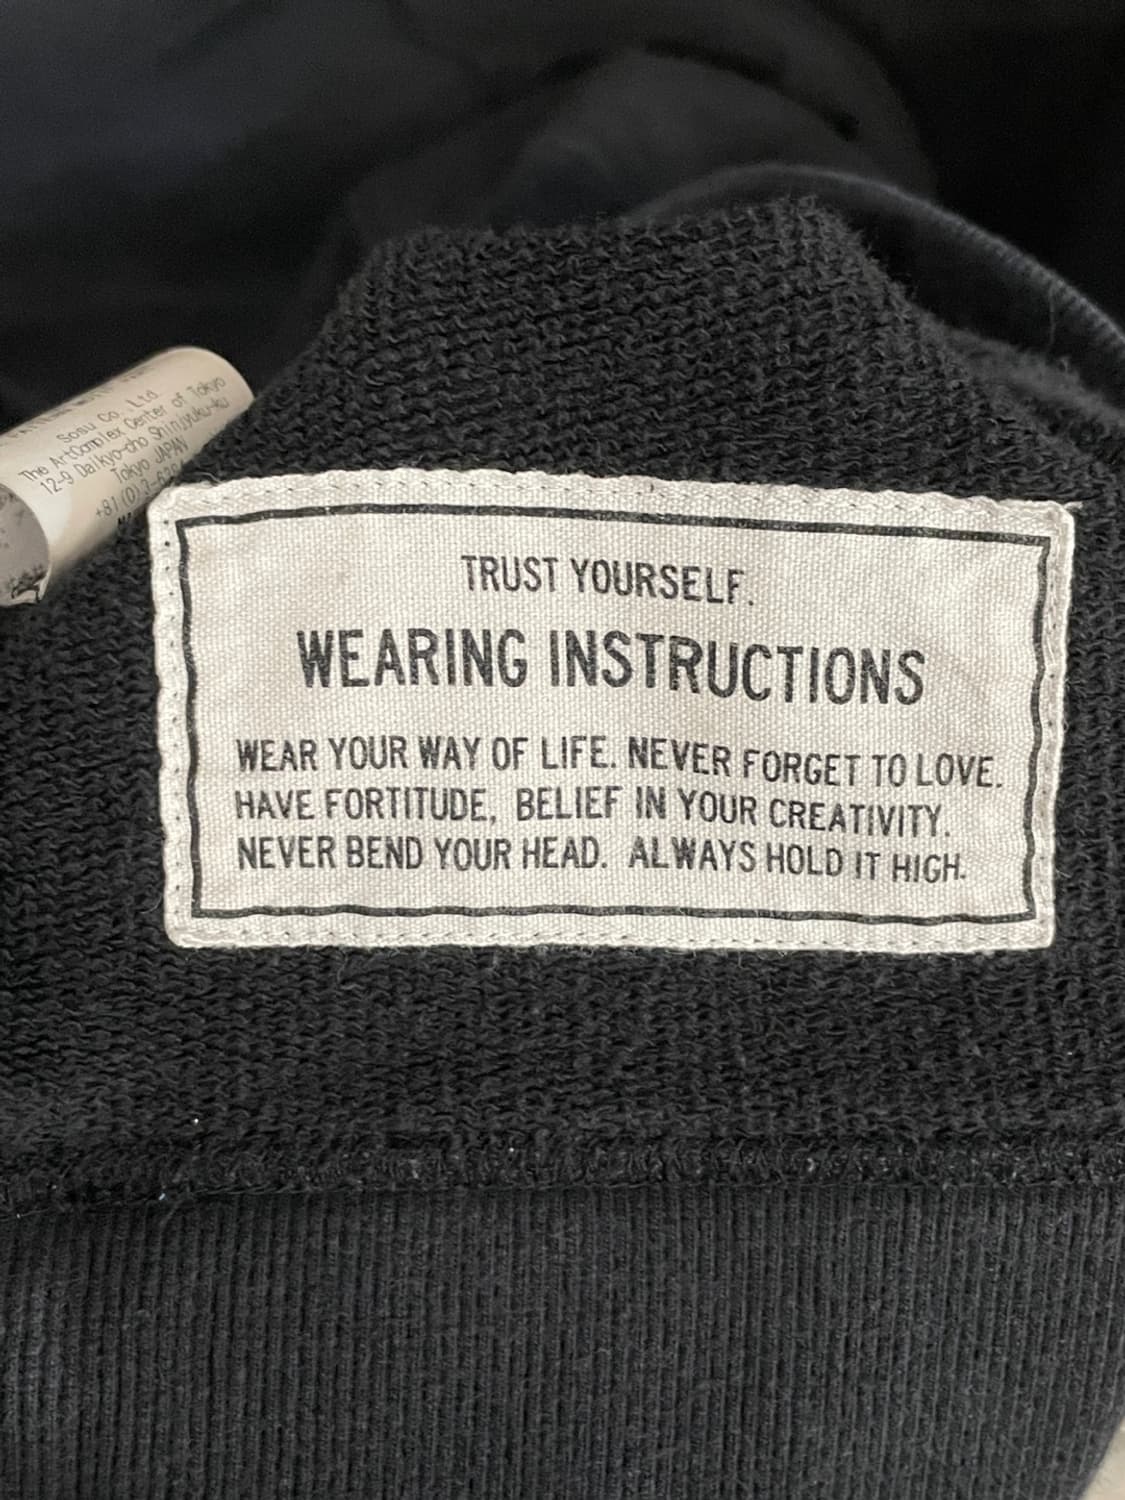 Sosu Co., Ltd
The ArtComplex Center of Tokyo
12-9 Daikyo-cho Shinjuku-ku
Tokyo JAPAN
TRUST YOURSELF.
WEARING INSTRUCTIONS
WEAR YOUR WAY OF LIFE. NEVER FORGET TO LOVE.
HAVE FORTITUDE, BELIEF IN YOUR CREATIVITY.
NEVER BEND YOUR HEAD. ALWAYS HOLD IT HIGH.